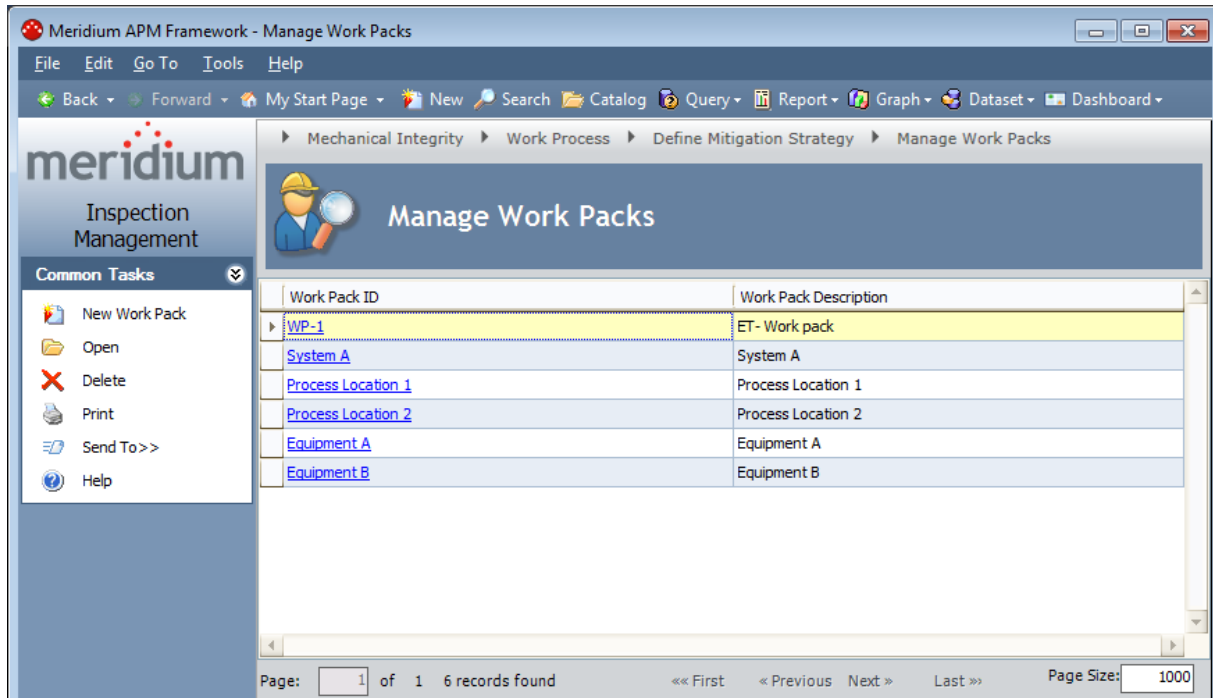 Meridium APM Framework - Manage Work Packs
File Edit Go To Tools Help
Back Forward My Start Page New Search Catalog Query Report Graph Dataset Dashboard
meridium
Inspection
Management
Common Tasks
New Work Pack
Open
Delete
Print
Send To>>
Help
Mechanical Integrity Work Process Define Mitigation Strategy Manage Work Packs
Manage Work Packs
Work Pack ID Work Pack Description
WP-1 ET- Work pack
System A System A
Process Location 1 Process Location 1
Process Location 2 Process Location 2
Equipment A Equipment A
Equipment B Equipment B
Page: 1 of 1 6 records found «« First « Previous Next » Last »» Page Size: 1000